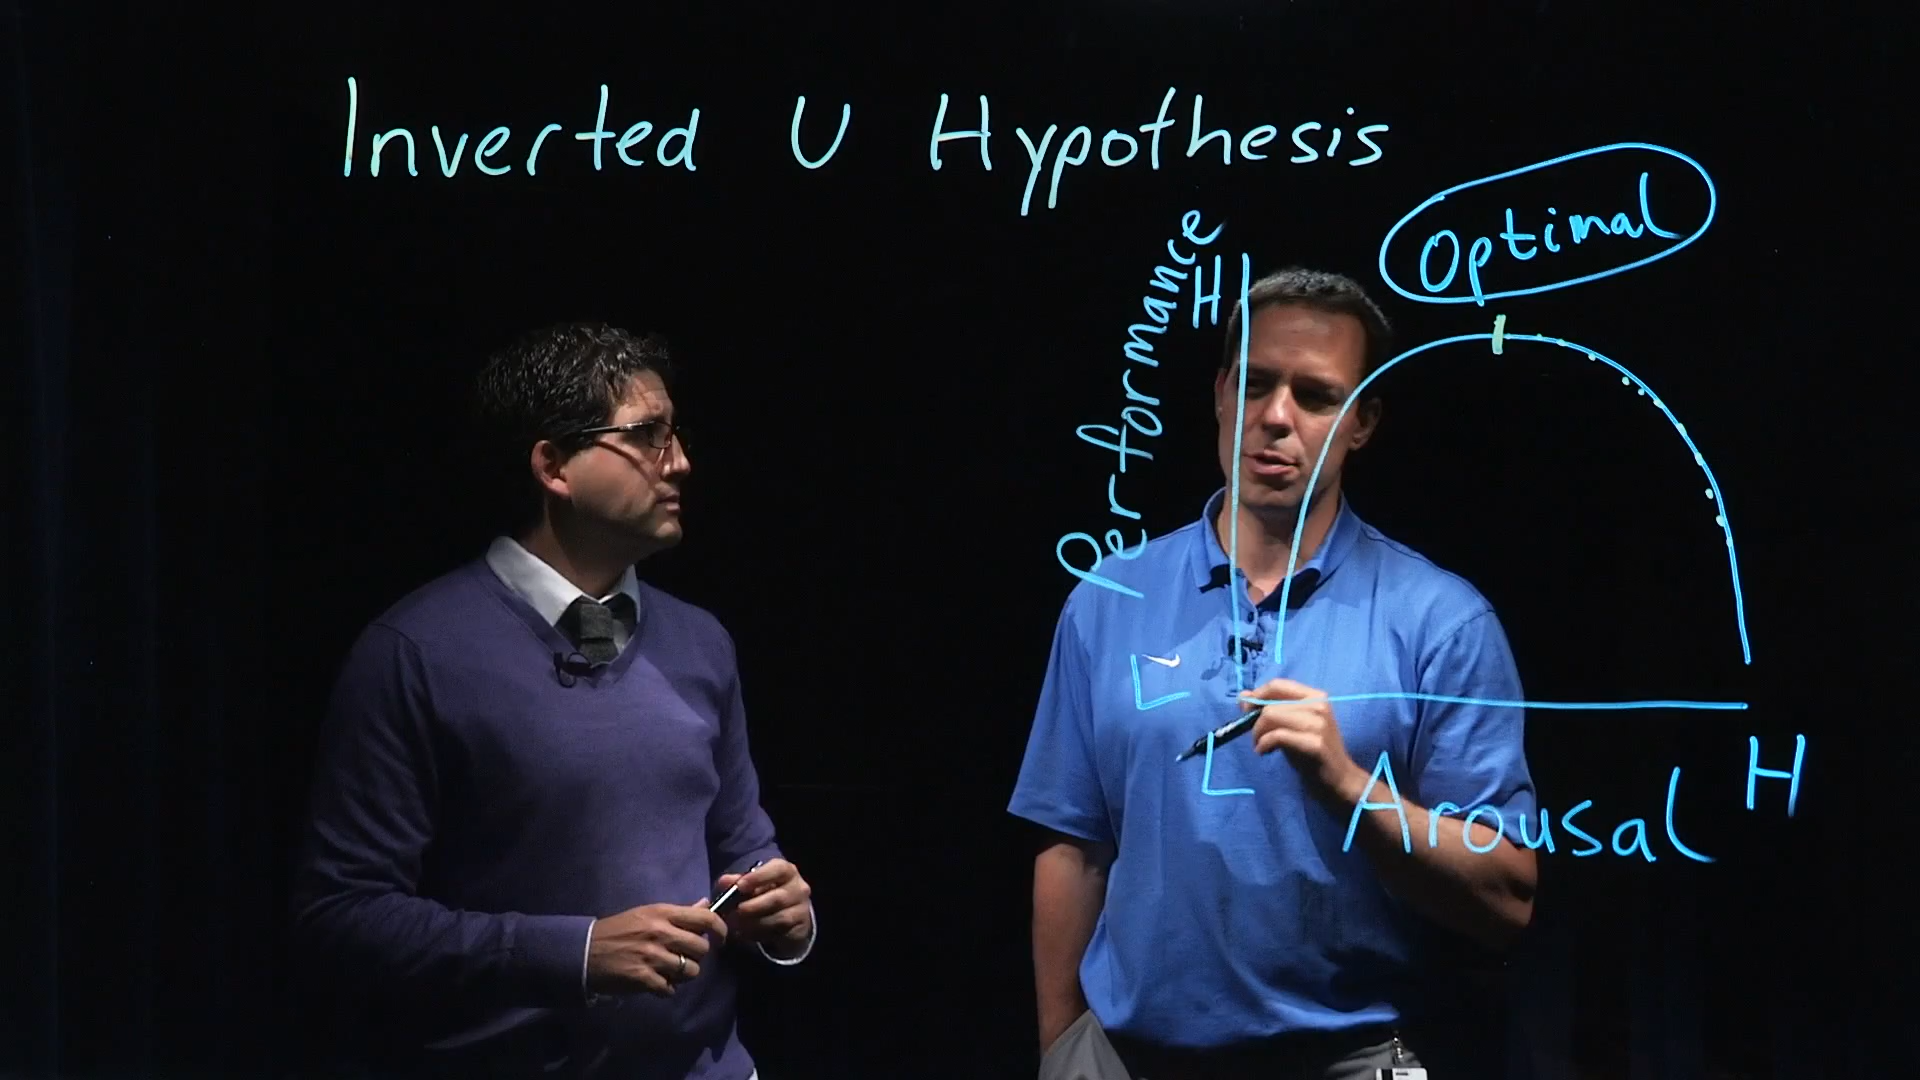 Inverted U Hypothesis
Optimal
Performance
H
L
L
H
Arousal